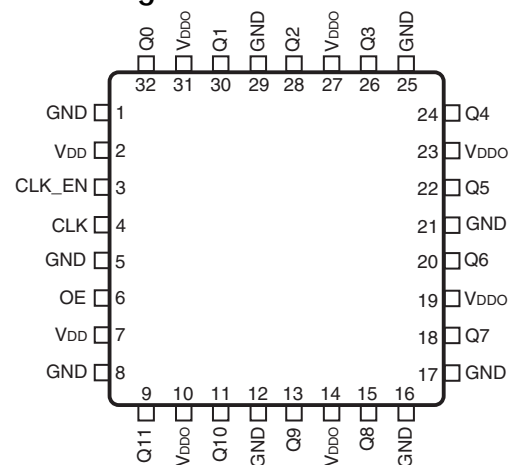 Q0 VDDO Q1 GND Q2 VDDO Q3 GND
32 31 30 29 28 27 26 25
GND 1 24 Q4
VDD 2 23 VDDO
CLK_EN 3 22 Q5
CLK 4 21 GND
GND 5 20 Q6
OE 6 19 VDDO
VDD 7 18 Q7
GND 8 17 GND
9 10 11 12 13 14 15 16
Q11 VDDO Q10 GND Q9 VDDO Q8 GND